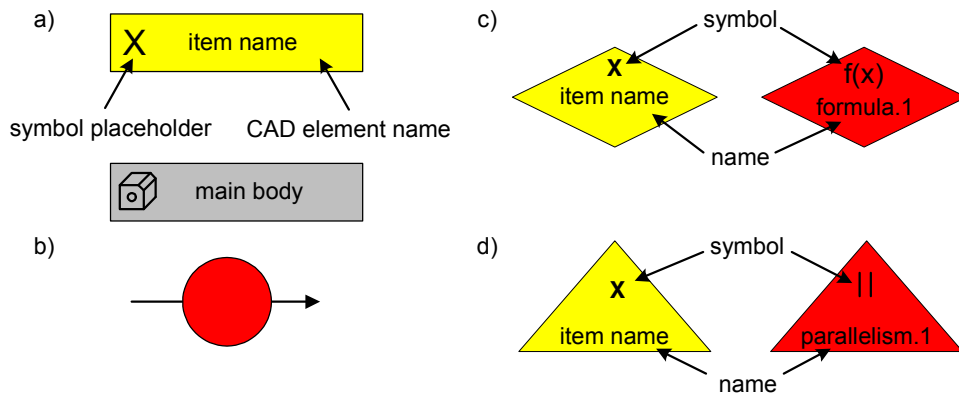 a)
X
item name
symbol placeholder
CAD element name
main body
b)
c)
symbol
X
item name
f(x)
formula.1
name
d)
symbol
X
item name
||
parallelism.1
name